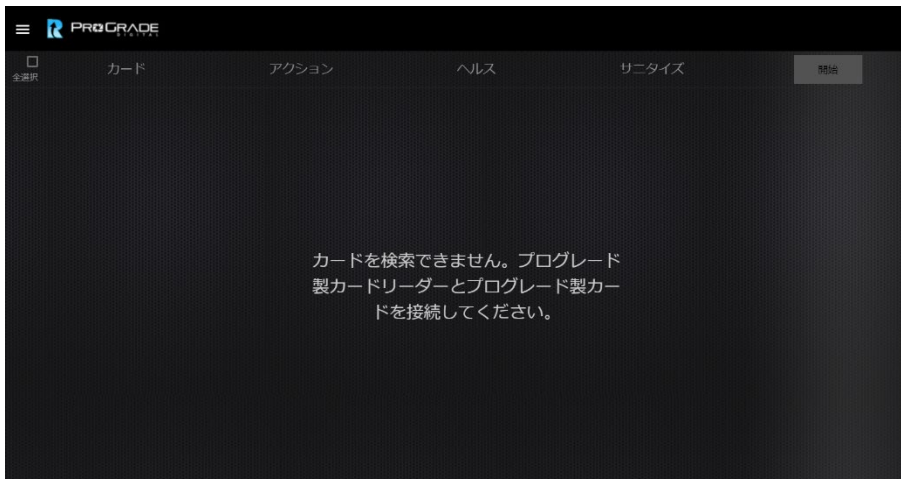 PROGRADE
DIGITAL
全選択
カード
アクション
ヘルス
サニタイズ
開始
カードを検索できません。プログレード
製カードリーダーとプログレード製カー
ドを接続してください。